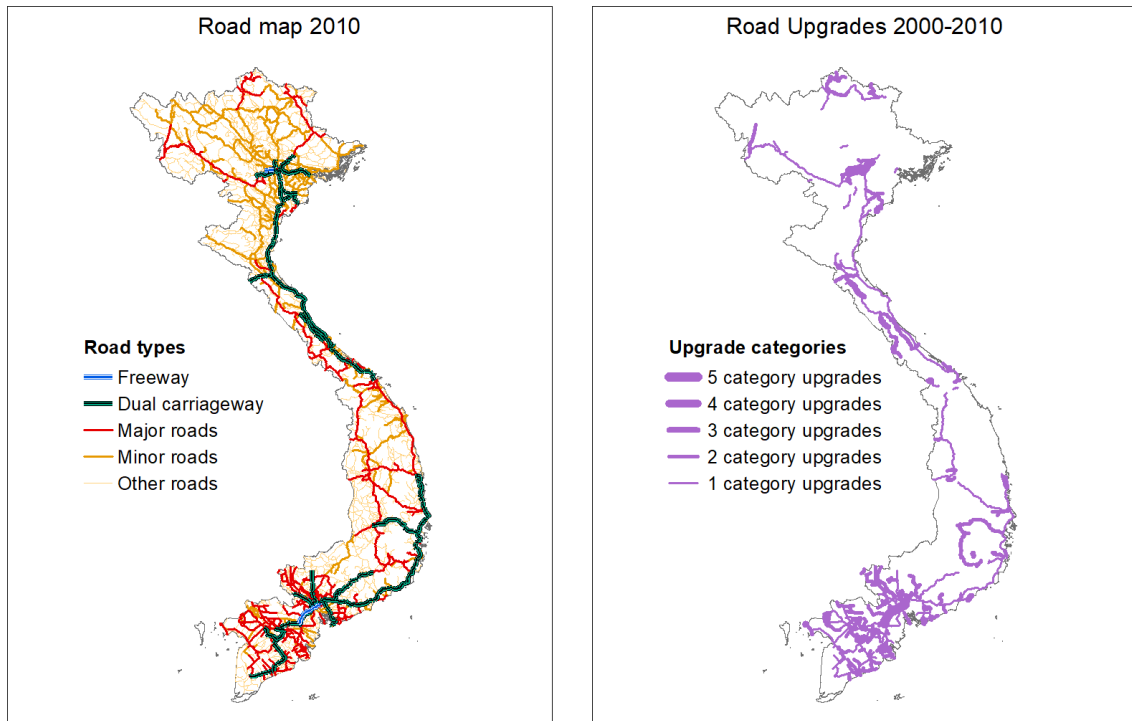 Road map 2010
Road types
Freeway
Dual carriageway
Major roads
Minor roads
Other roads
Road Upgrades 2000-2010
Upgrade categories
5 category upgrades
4 category upgrades
3 category upgrades
2 category upgrades
1 category upgrades